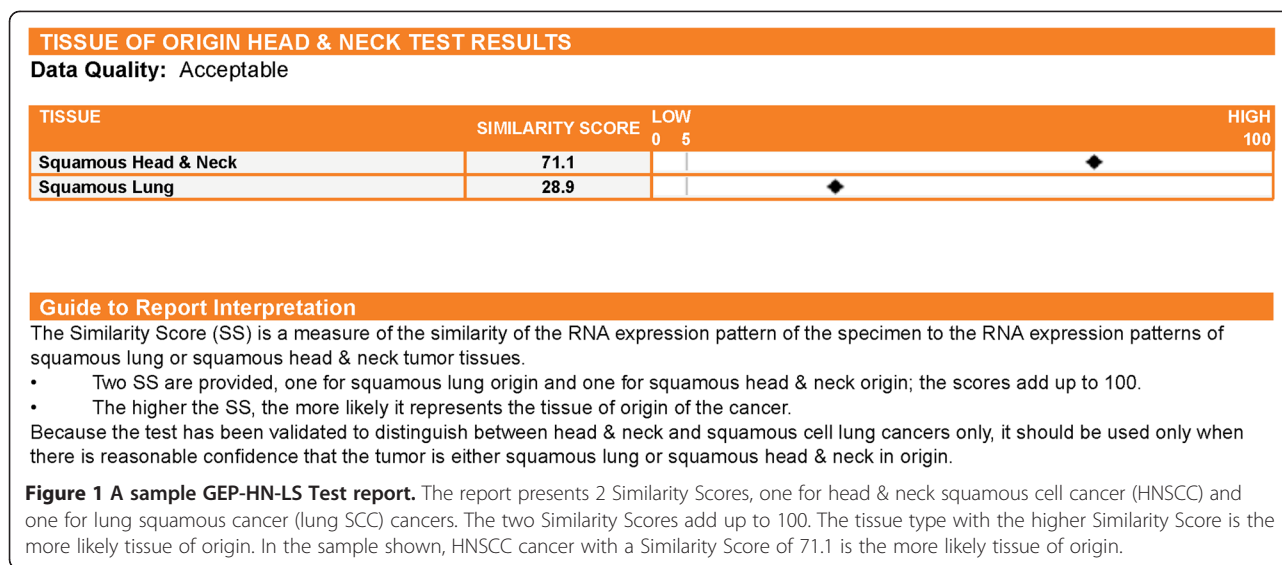 TISSUE OF ORIGIN HEAD & NECK TEST RESULTS
Data Quality: Acceptable
TISSUE SIMILARITY SCORE LOW HIGH
0 5 100
Squamous Head & Neck 71.1
Squamous Lung 28.9
Guide to Report Interpretation
The Similarity Score (SS) is a measure of the similarity of the RNA expression pattern of the specimen to the RNA expression patterns of
squamous lung or squamous head & neck tumor tissues.
• Two SS are provided, one for squamous lung origin and one for squamous head & neck origin; the scores add up to 100.
• The higher the SS, the more likely it represents the tissue of origin of the cancer.
Because the test has been validated to distinguish between head & neck and squamous cell lung cancers only, it should be used only when
there is reasonable confidence that the tumor is either squamous lung or squamous head & neck in origin.
Figure 1 A sample GEP-HN-LS Test report. The report presents 2 Similarity Scores, one for head & neck squamous cell cancer (HNSCC) and
one for lung squamous cancer (lung SCC) cancers. The two Similarity Scores add up to 100. The tissue type with the higher Similarity Score is the
more likely tissue of origin. In the sample shown, HNSCC cancer with a Similarity Score of 71.1 is the more likely tissue of origin.